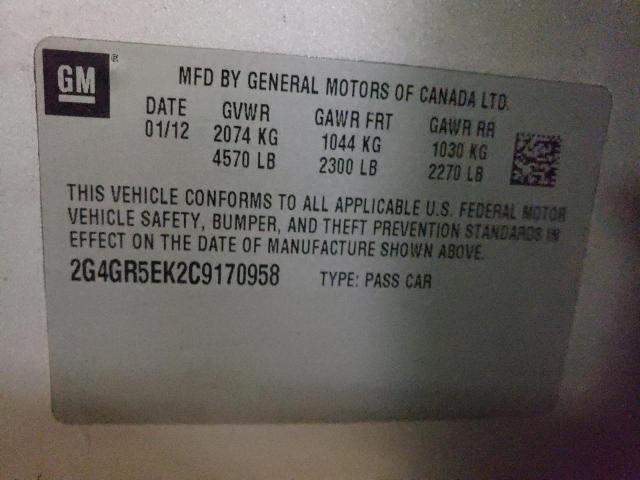 GM®
MFD BY GENERAL MOTORS OF CANADA LTD.
DATE GVWR GAWR FRT GAWR RR
01/12 2074 KG 1044 KG 1030 KG
4570 LB 2300 LB 2270 LB
THIS VEHICLE CONFORMS TO ALL APPLICABLE U.S. FEDERAL MOTOR
VEHICLE SAFETY, BUMPER, AND THEFT PREVENTION STANDARDS IN
EFFECT ON THE DATE OF MANUFACTURE SHOWN ABOVE.
2G4GR5EK2C9170958 TYPE: PASS CAR